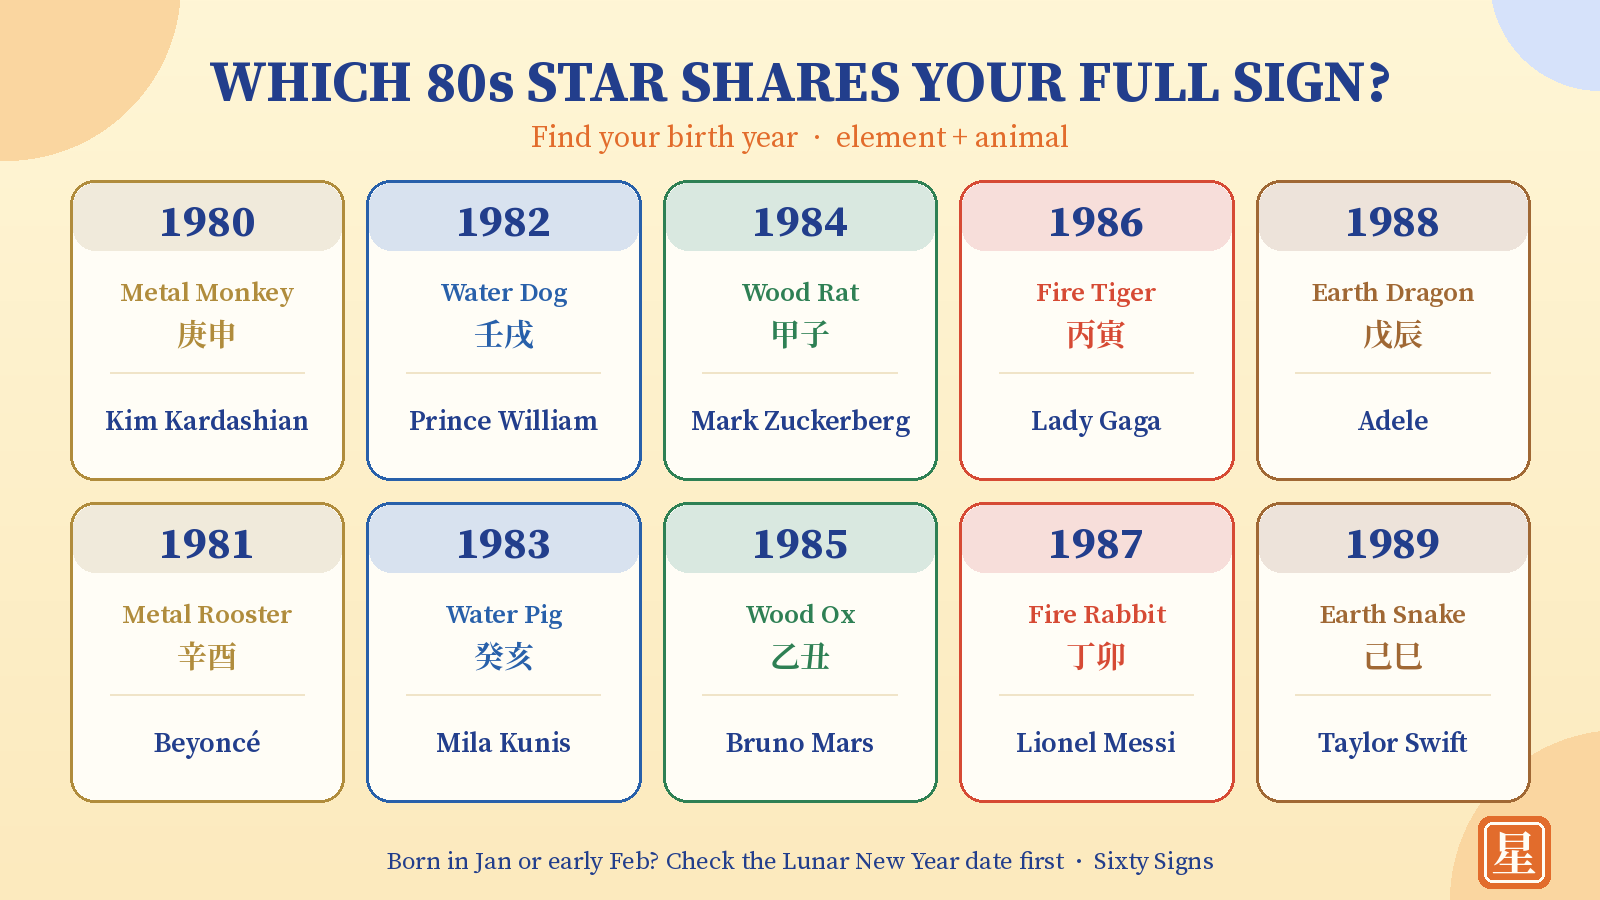 WHICH 80s STAR SHARES YOUR FULL SIGN?
Find your birth year · element + animal
1980
Metal Monkey
庚申
Kim Kardashian
1982
Water Dog
壬戌
Prince William
1984
Wood Rat
甲子
Mark Zuckerberg
1986
Fire Tiger
丙寅
Lady Gaga
1988
Earth Dragon
戊辰
Adele
1981
Metal Rooster
辛酉
Beyoncé
1983
Water Pig
癸亥
Mila Kunis
1985
Wood Ox
乙丑
Bruno Mars
1987
Fire Rabbit
丁卯
Lionel Messi
1989
Earth Snake
己巳
Taylor Swift
Born in Jan or early Feb? Check the Lunar New Year date first · Sixty Signs
星